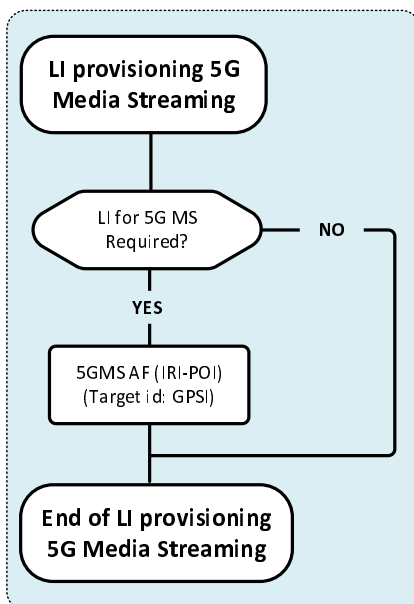 LI provisioning 5G
Media Streaming
LI for 5G MS
Required?
NO
YES
5GMS AF (IRI-POI)
(Target id: GPSI)
End of LI provisioning
5G Media Streaming